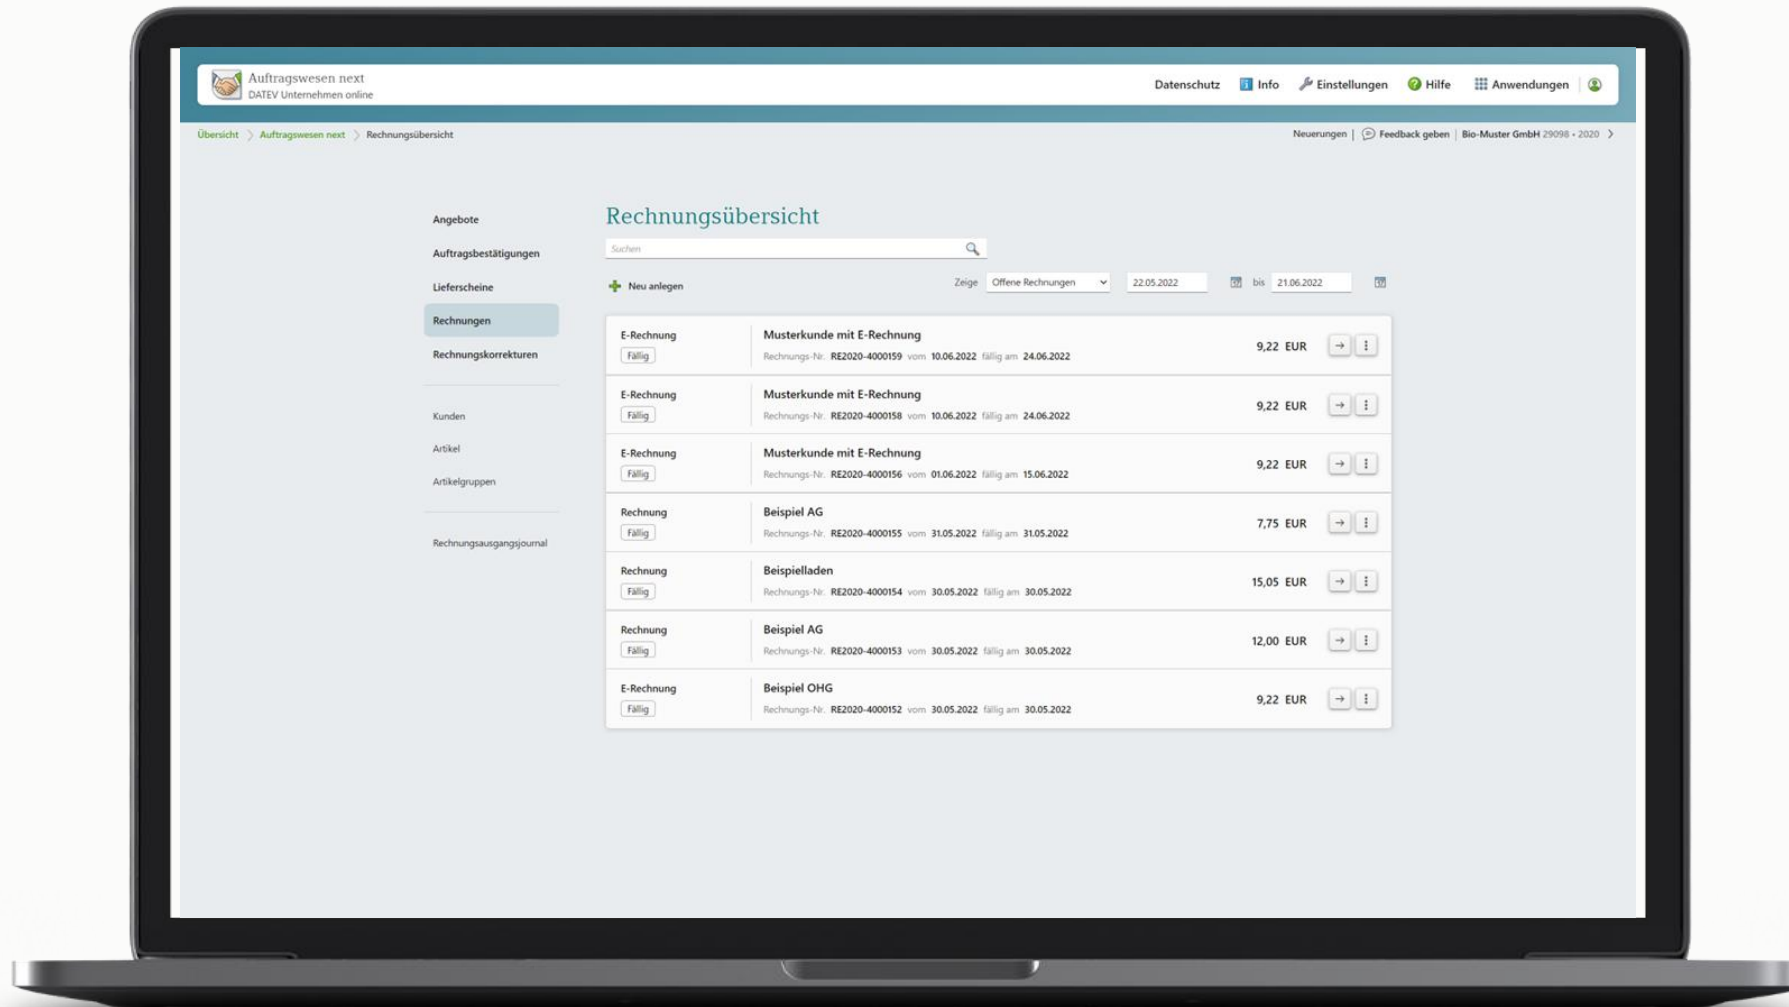 Auftragswesen next
DATEV Unternehmen online
Datenschutz Info Einstellungen Hilfe Anwendungen
Übersicht > Auftragswesen next > Rechnungsübersicht
Neuerungen | Feedback geben | Bio-Muster GmbH 29098 • 2020 >
Angebote
Auftragsbestätigungen
Lieferscheine
Rechnungen
Rechnungskorrekturen
Kunden
Artikel
Artikelgruppen
Rechnungsausgangsjournal
Rechnungsübersicht
Suchen
Neu anlegen
Zeige Offene Rechnungen 22.05.2022 bis 21.06.2022
E-Rechnung Musterkunde mit E-Rechnung 9,22 EUR
Fällig Rechnungs-Nr. RE2020-4000159 vom 10.06.2022 fällig am 24.06.2022
E-Rechnung Musterkunde mit E-Rechnung 9,22 EUR
Fällig Rechnungs-Nr. RE2020-4000158 vom 10.06.2022 fällig am 24.06.2022
E-Rechnung Musterkunde mit E-Rechnung 9,22 EUR
Fällig Rechnungs-Nr. RE2020-4000156 vom 01.06.2022 fällig am 15.06.2022
Rechnung Beispiel AG 7,75 EUR
Fällig Rechnungs-Nr. RE2020-4000155 vom 31.05.2022 fällig am 31.05.2022
Rechnung Beispielladen 15,05 EUR
Fällig Rechnungs-Nr. RE2020-4000154 vom 30.05.2022 fällig am 30.05.2022
Rechnung Beispiel AG 12,00 EUR
Fällig Rechnungs-Nr. RE2020-4000153 vom 30.05.2022 fällig am 30.05.2022
E-Rechnung Beispiel OHG 9,22 EUR
Fällig Rechnungs-Nr. RE2020-4000152 vom 30.05.2022 fällig am 30.05.2022